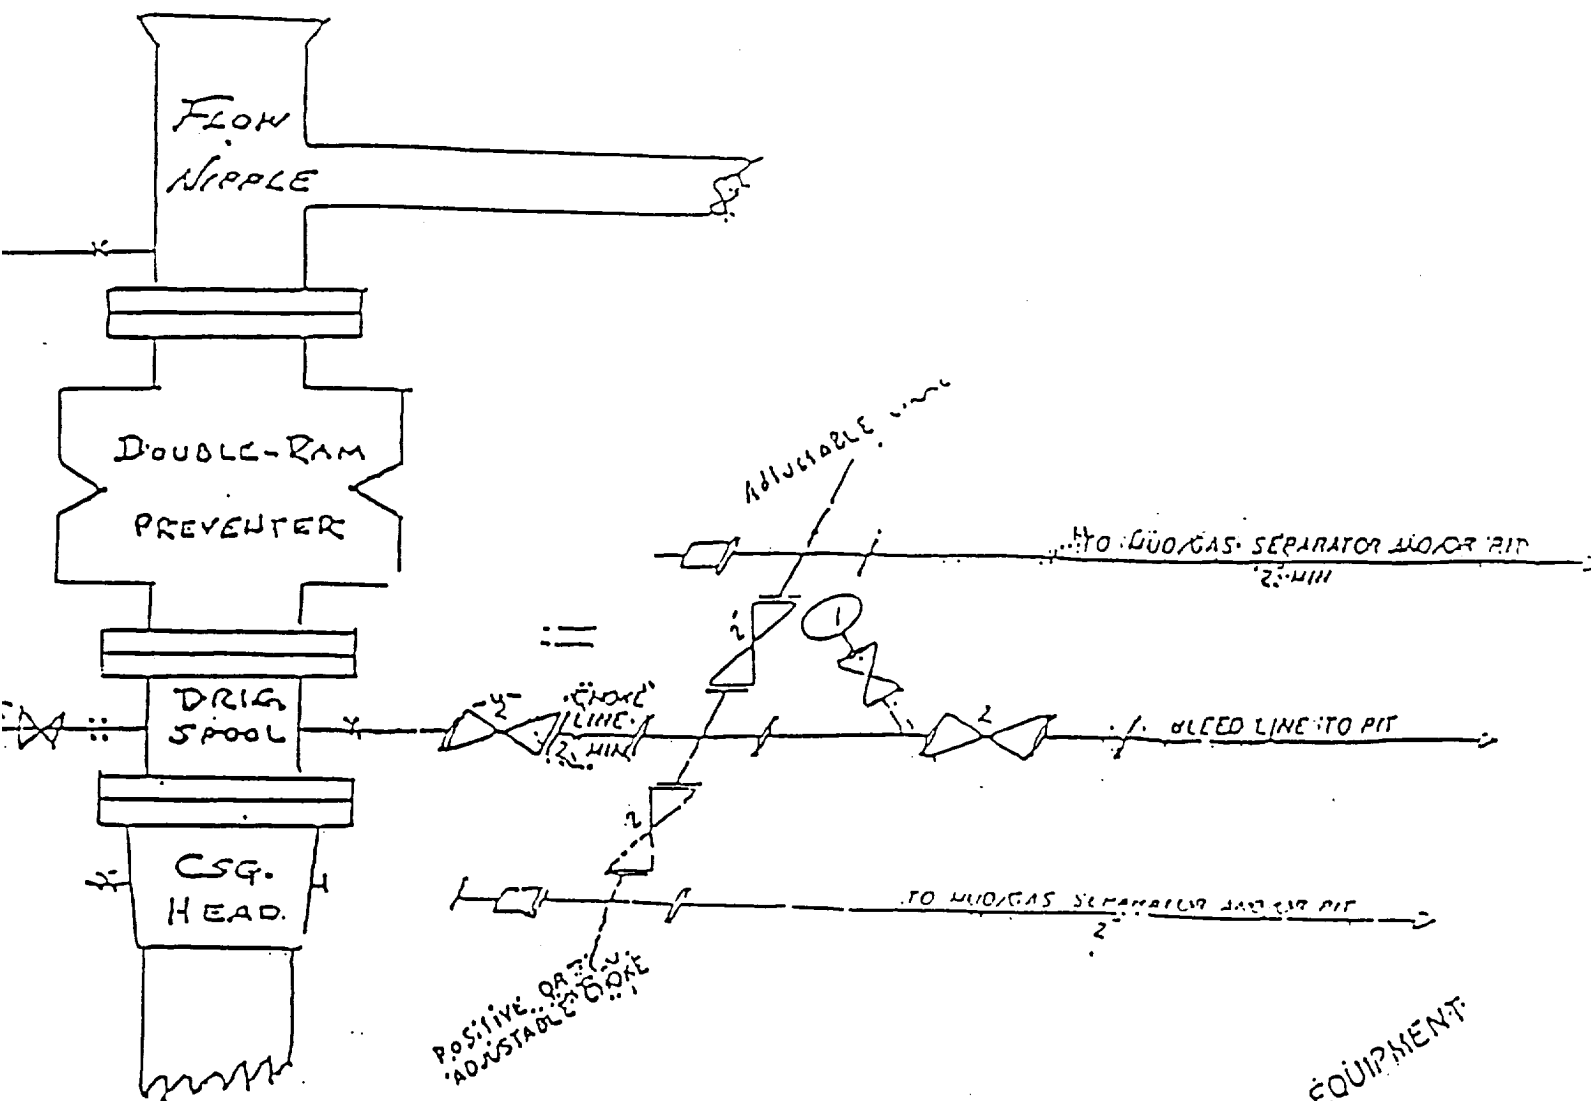 FLOW
NIPPLE
DOUBLE-RAM
PREVENTER
ADJUSTABLE
TO MUD/GAS SEPARATOR AND/OR PIT
2" MIN
2"
1
DRLG
SPOOL
"CHOKE"
LINE
2" MIN
2
BLEED LINE TO PIT
2
CSG.
HEAD.
TO MUD/GAS SEPARATOR AND/OR PIT
2"
POSITIVE OR
ADJUSTABLE CHOKE
EQUIPMENT